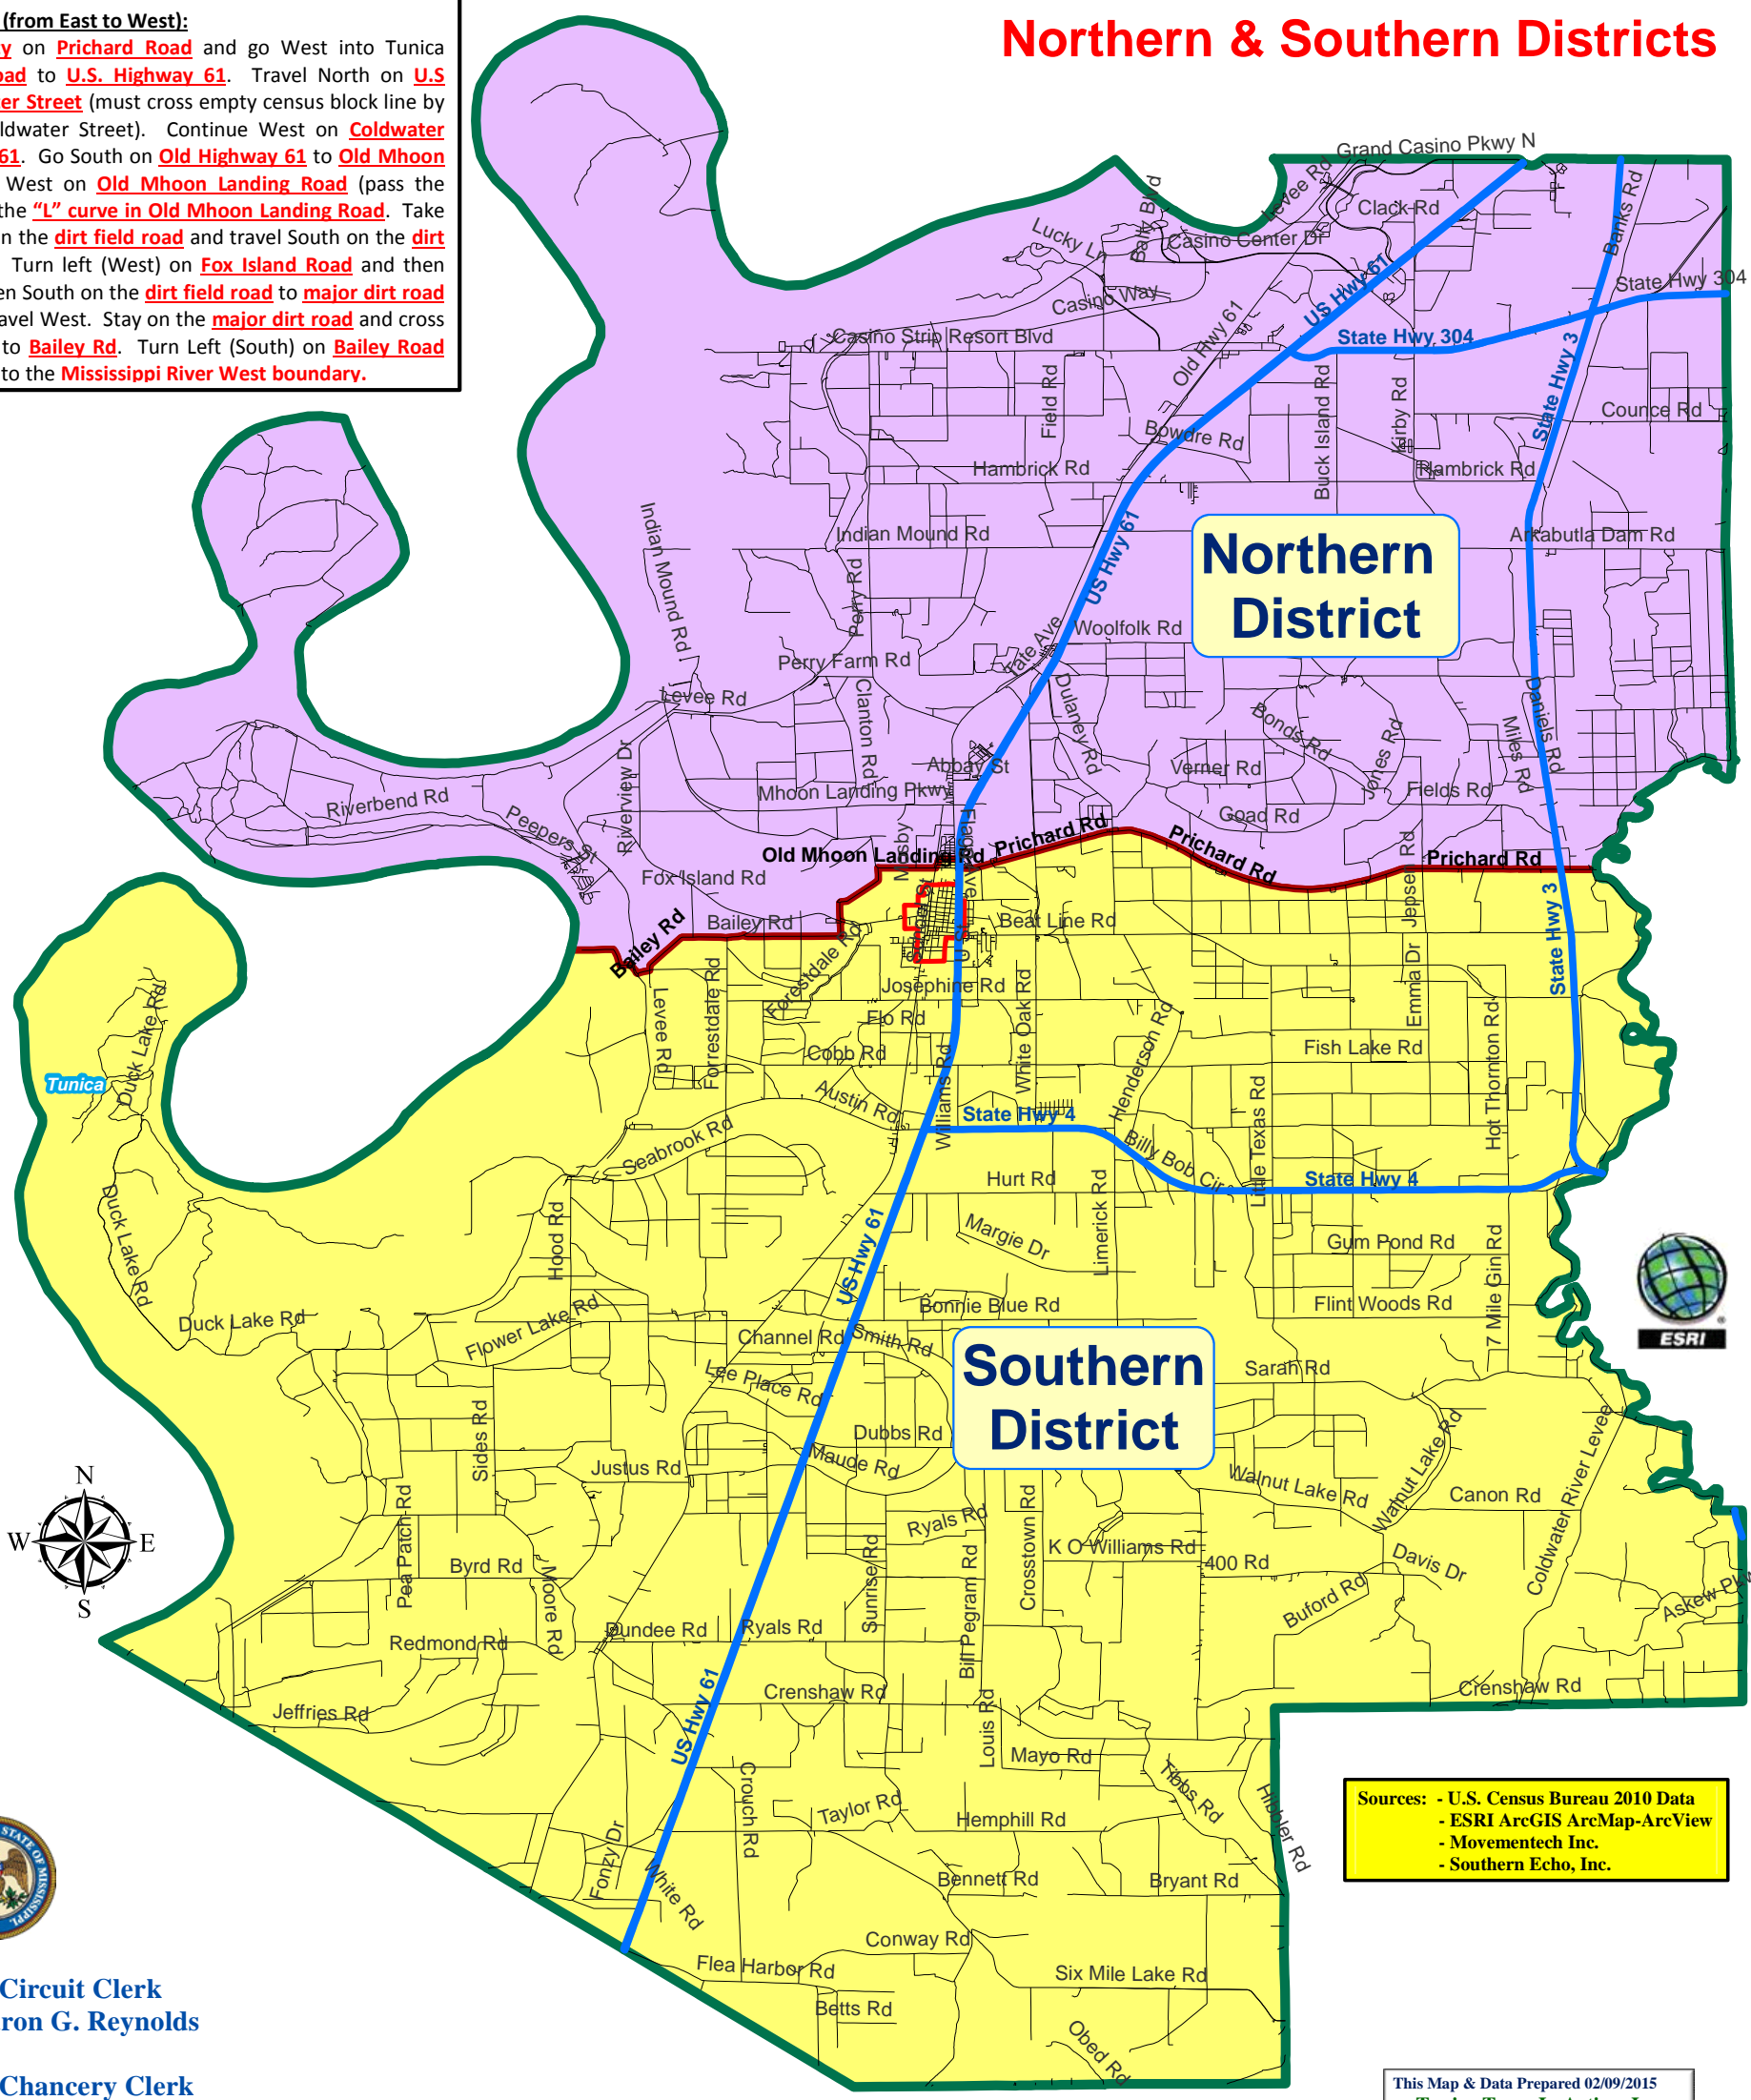 (from East to West):
on Prichard Road and go West into Tunica
to U.S. Highway 61. Travel North on U.S
Street (must cross empty census block line by
Street). Continue West on Coldwater
61. Go South on Old Highway 61 to Old Mhoon
West on Old Mhoon Landing Road (pass the
the “L” curve in Old Mhoon Landing Road. Take
the dirt field road and travel South on the dirt
Turn left (West) on Fox Island Road and then
South on the dirt field road to major dirt road
West. Stay on the major dirt road and cross
to Bailey Rd. Turn Left (South) on Bailey Road
to the Mississippi River West boundary.
Northern & Southern Districts
Grand Casino Pkwy N
Levee Rd
Clack Rd
Bally Blvd
Lucky Ln
Casino Center Dr
Banks Rd
US Hwy 61
State Hwy 304
Casino Way
Old Hwy 61
State Hwy 304
Casino Strip Resort Blvd
State Hwy 3
Field Rd
Buck Island Rd
Kirby Rd
Counce Rd
Bowdre Rd
Hambrick Rd
Hambrick Rd
Indian Mound Rd
Indian Mound Rd
US Hwy 61
Northern
District
Arkabutla Dam Rd
Perry Rd
Woolfolk Rd
Tate Ave
Perry Farm Rd
Levee Rd
Clanton Rd
Dulaney Rd
Bonds Rd
Jones Rd
Miles Rd
Daniels Rd
Riverview Dr
Abbay St
Verner Rd
Mhoon Landing Pkwy
Fields Rd
Riverbend Rd
Goad Rd
Peepers St
Prichard Rd
Prichard Rd
Prichard Rd
Old Mhoon Landing Rd
Fox Island Rd
Jepsen Rd
Bailey Rd
Bailey Rd
Beat Line Rd
State Hwy 3
Forestdale Rd
Josephine Rd
Emma Dr
Duck Lake Rd
Levee Rd
Forrestdale Rd
Flo Rd
White Oak Rd
Henderson Rd
Hot Thornton Rd
Cobb Rd
Fish Lake Rd
Tunica
Williams Rd
Austin Rd
State Hwy 4
Little Texas Rd
Seabrook Rd
Billy Bob Cir
Hurt Rd
State Hwy 4
Duck Lake Rd
Hood Rd
Limerick Rd
Margie Dr
US Hwy 61
Gum Pond Rd
7 Mile Gin Rd
Bonnie Blue Rd
Flint Woods Rd
Duck Lake Rd
Flower Lake Rd
Channel Rd
Smith Rd
ESRI
Southern
District
Lee Place Rd
Sarah Rd
Sides Rd
Dubbs Rd
Walnut Lake Rd
Coldwater River Levee
Justus Rd
Maude Rd
Walnut Lake Rd
Canon Rd
N
W
E
S
Pea Patch Rd
Ryals Rd
Crosstown Rd
K O Williams Rd
Sunrise Rd
Byrd Rd
400 Rd
Davis Dr
Moore Rd
Bill Pegram Rd
Buford Rd
Dundee Rd
Ryals Rd
Redmond Rd
Crenshaw Rd
Crenshaw Rd
Jeffries Rd
US Hwy 61
Louis Rd
Mayo Rd
Crouch Rd
Tibbs Rd
Hibbler Rd
Taylor Rd
Hemphill Rd
Fonzy Dr
White Rd
Bennett Rd
Bryant Rd
Conway Rd
Flea Harbor Rd
Six Mile Lake Rd
Betts Rd
Obed Rd
Sources: - U.S. Census Bureau 2010 Data
- ESRI ArcGIS ArcMap-ArcView
- Movementech Inc.
- Southern Echo, Inc.
STATE OF MISSISSIPPI
Circuit Clerk
ron G. Reynolds
Chancery Clerk
This Map & Data Prepared 02/09/2015